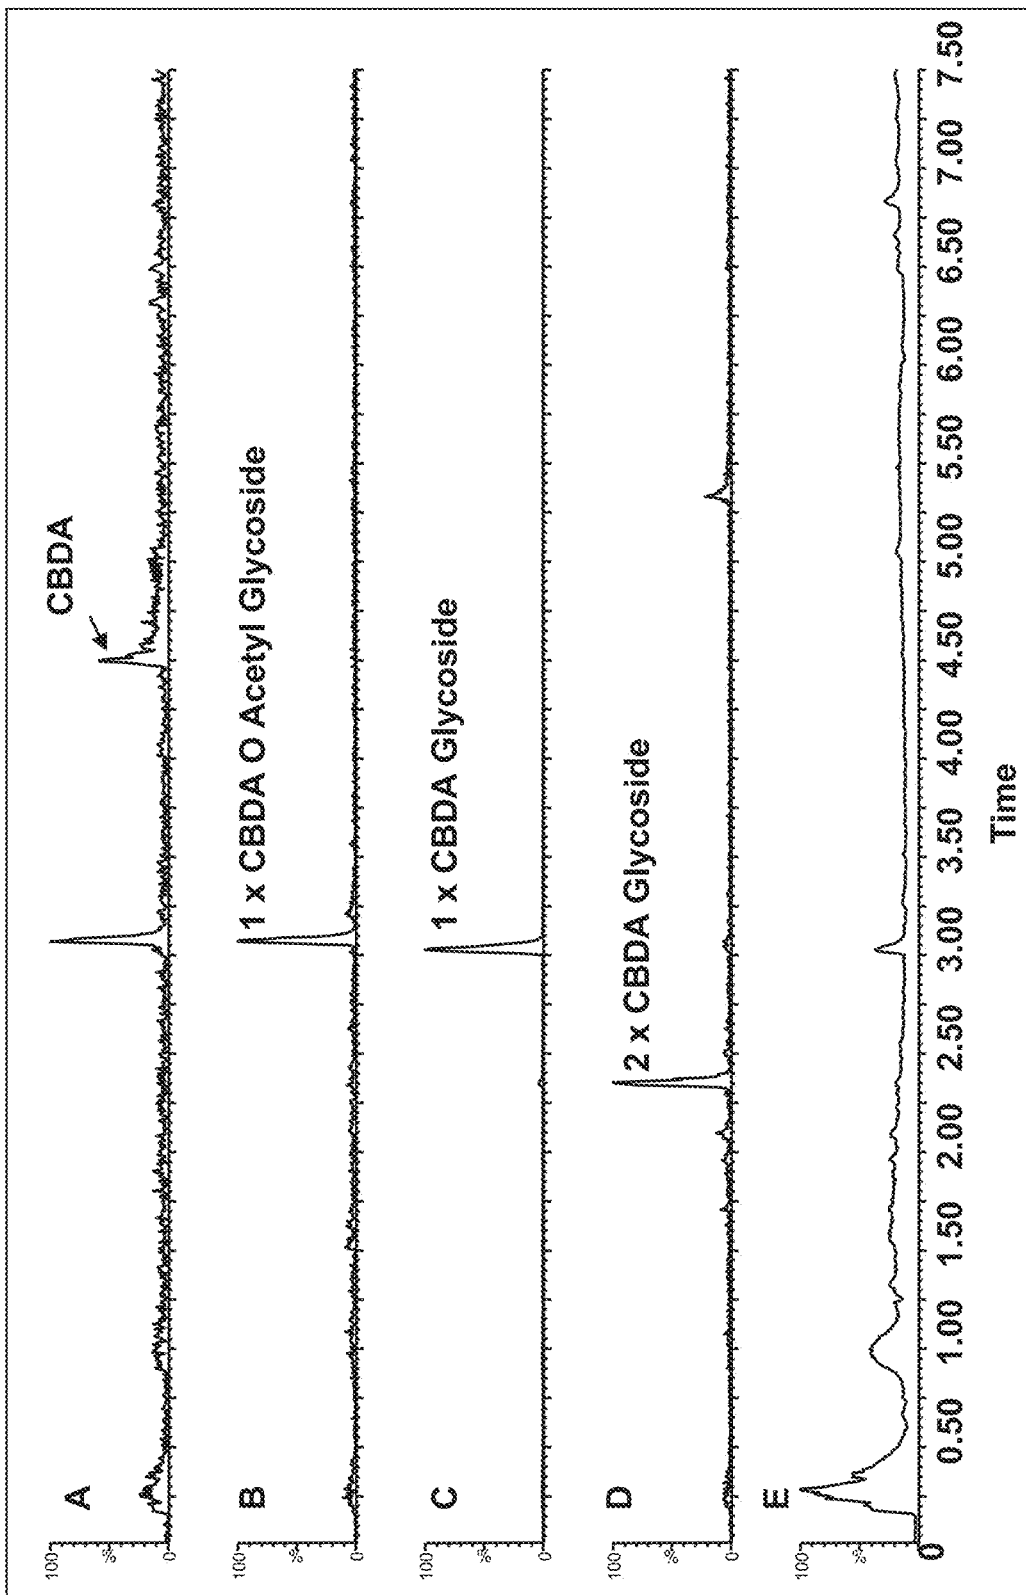 A
100
%
0
CBDA
B
100
%
0
1 x CBDA O Acetyl Glycoside
C
100
%
0
1 x CBDA Glycoside
D
100
%
0
2 x CBDA Glycoside
E
100
%
0
0.50 1.00 1.50 2.00 2.50 3.00 3.50 4.00 4.50 5.00 5.50 6.00 6.50 7.00 7.50
Time